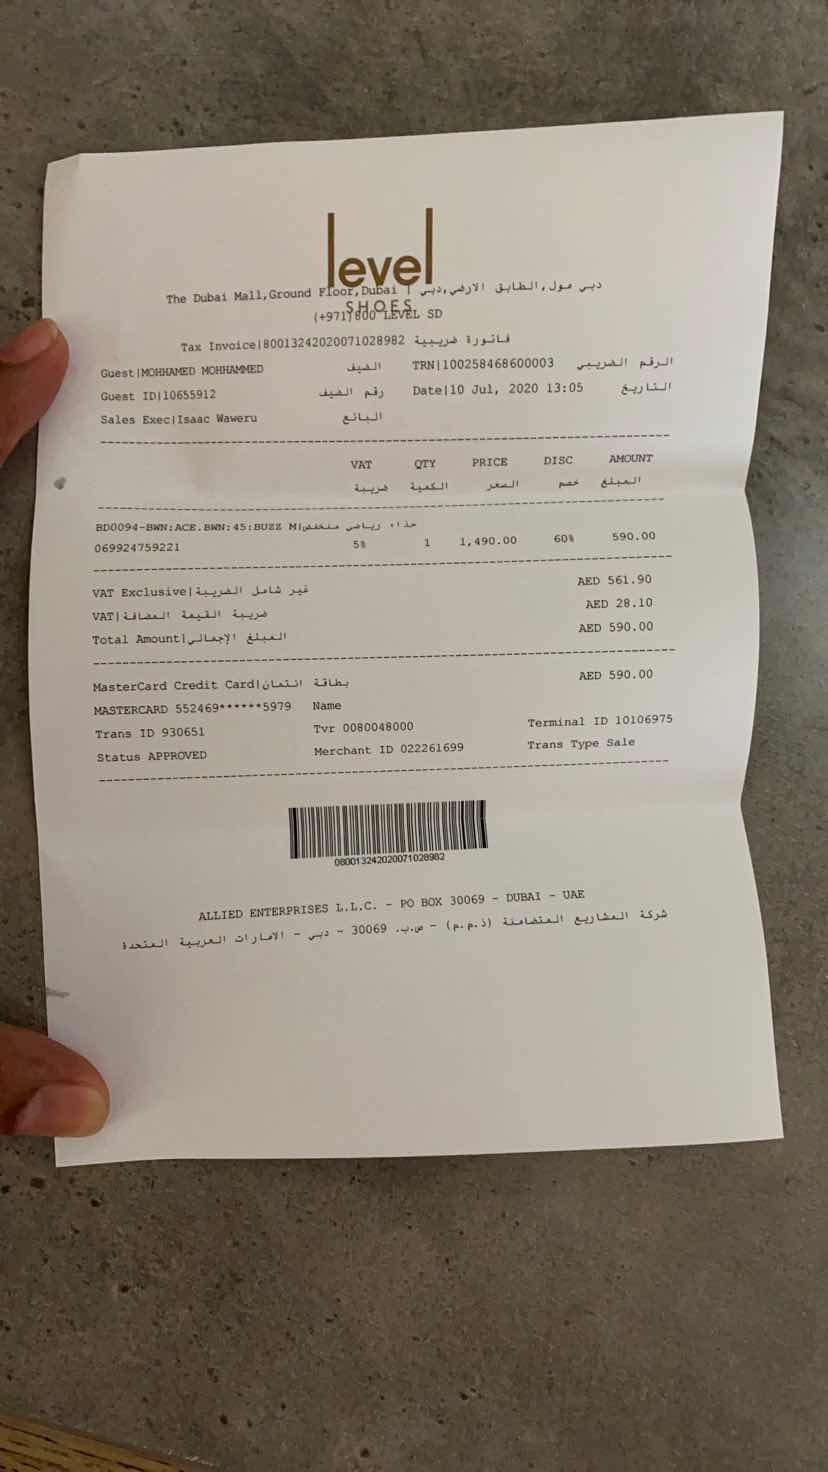 level
The Dubai Mall,Ground Floor,Dubai | دبي مول,الطابق الارضي,دبي
SHOES
(+971)800 LEVEL SD
Tax Invoice|80013242020071028982 فاتورة ضريبية
Guest|MOHHAMED MOHHAMMED الضيف TRN|100258468600003 الرقم الضريبي
Guest ID|10655912 رقم الضيف Date|10 Jul, 2020 13:05 التاريخ
Sales Exec|Isaac Waweru البائع
VAT QTY PRICE DISC AMOUNT
ضريبة الكمية السعر خصم المبلغ
BD0094-BWN:ACE.BWN:45:BUZZ M|حذاء رياضي منخفض
069924759221 5% 1 1,490.00 60% 590.00
VAT Exclusive|غير شامل الضريبة AED 561.90
VAT|ضريبة القيمة المضافة AED 28.10
Total Amount|المبلغ الإجمالي AED 590.00
MasterCard Credit Card|بطاقة ائتمان AED 590.00
MASTERCARD 552469******5979 Name
Trans ID 930651 Tvr 0080048000 Terminal ID 10106975
Status APPROVED Merchant ID 022261699 Trans Type Sale
080013242020071028982
ALLIED ENTERPRISES L.L.C. - PO BOX 30069 - DUBAI - UAE
شركة المشاريع المتضامنة (ذ.م.م) - ص.ب. 30069 - دبي - الامارات العربية المتحدة